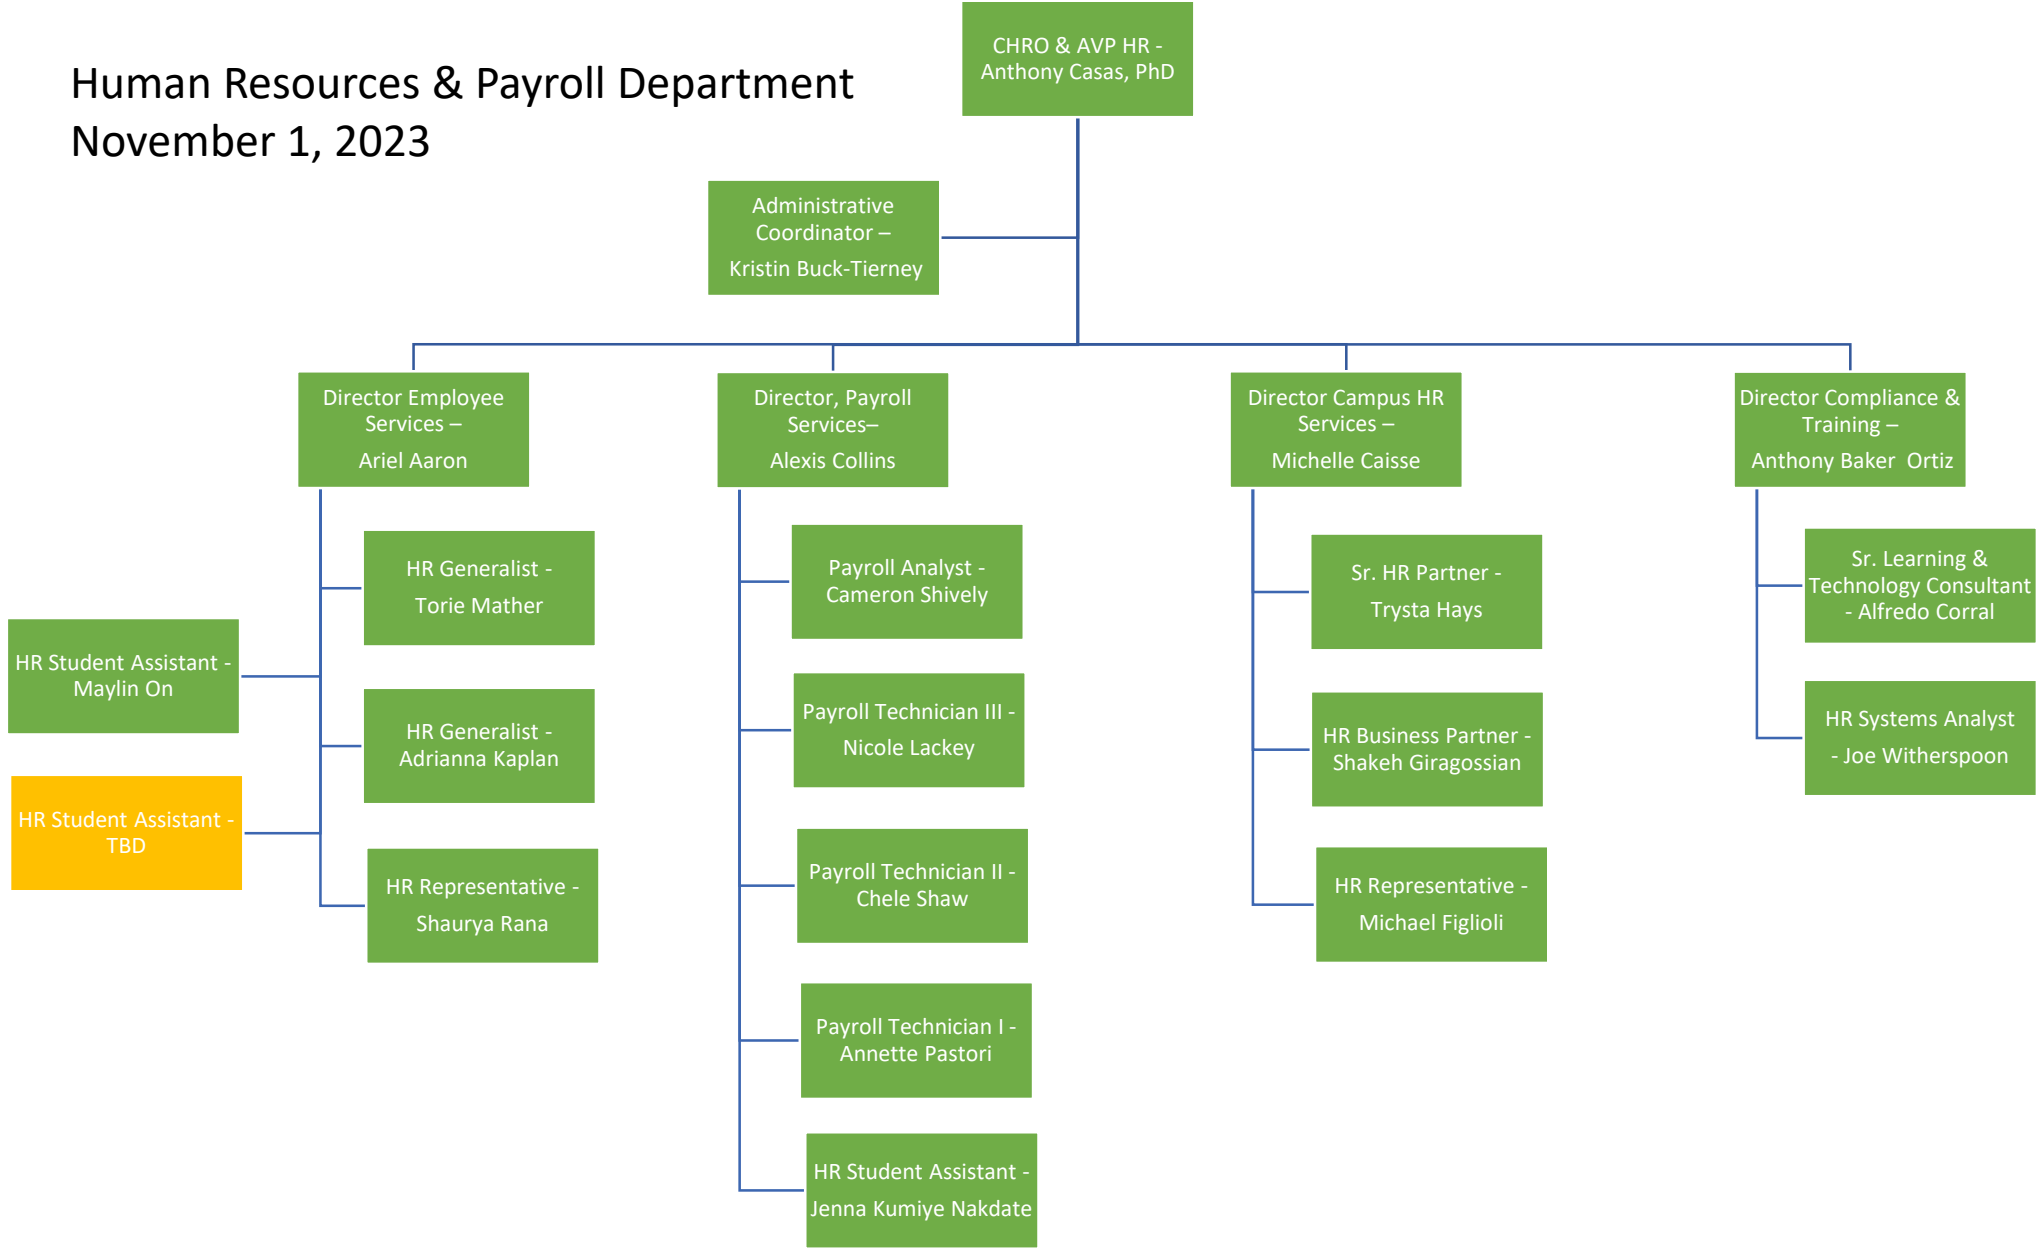 Human Resources & Payroll Department
November 1, 2023
CHRO & AVP HR -
Anthony Casas, PhD
Administrative
Coordinator –
Kristin Buck-Tierney
Director Employee
Services –
Ariel Aaron
Director, Payroll
Services–
Alexis Collins
Director Campus HR
Services –
Michelle Caisse
Director Compliance &
Training –
Anthony Baker  Ortiz
HR Generalist -
Torie Mather
HR Student Assistant -
Maylin On
HR Generalist -
Adrianna Kaplan
HR Student Assistant -
TBD
HR Representative -
Shaurya Rana
Payroll Analyst -
Cameron Shively
Payroll Technician III -
Nicole Lackey
Payroll Technician II -
Chele Shaw
Payroll Technician I -
Annette Pastori
HR Student Assistant -
Jenna Kumiye Nakdate
Sr. HR Partner -
Trysta Hays
HR Business Partner -
Shakeh Giragossian
HR Representative -
Michael Figlioli
Sr. Learning &
Technology Consultant
- Alfredo Corral
HR Systems Analyst
- Joe Witherspoon